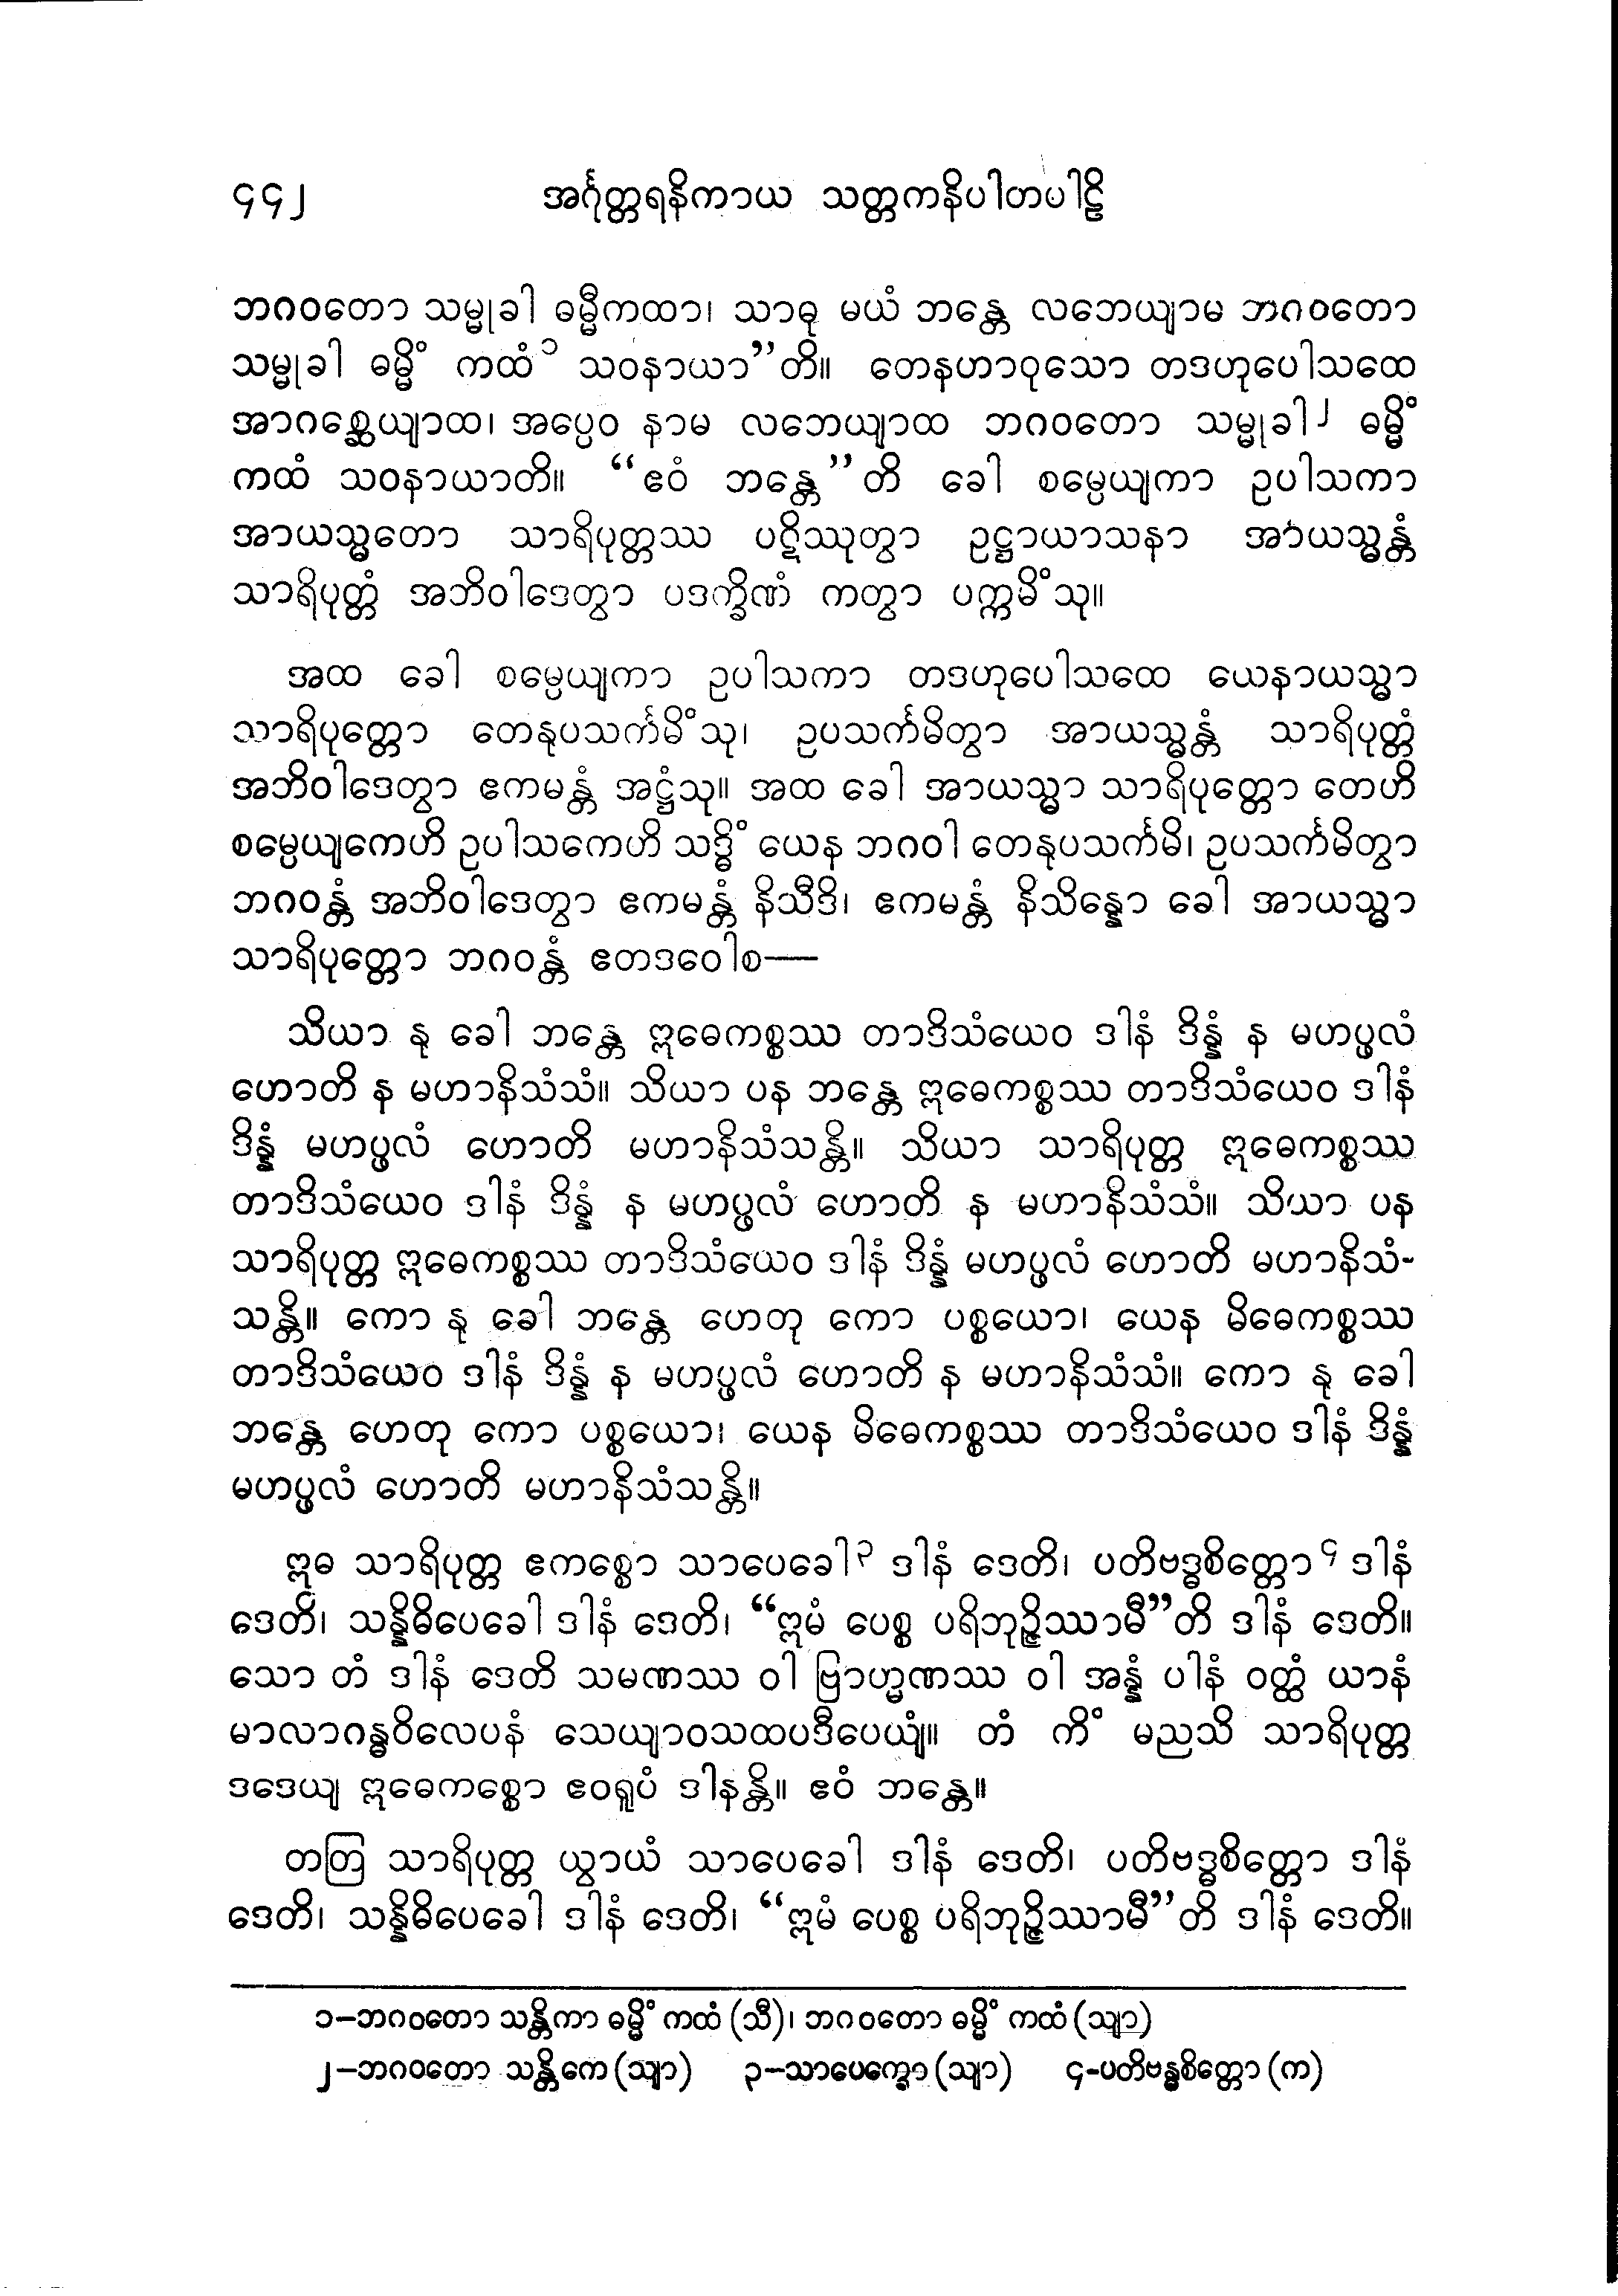 ၄၄၂ အင်္ဂုတ္တရနိကာယ သတ္တကနိပါတပါဠိ
ဘဂဝတော သမ္မုခါ ဓမ္မီကထာ၊ သာဓု မယံ ဘန္တေ လဘေယျာမ ဘဂဝတော
သမ္မုခါ ဓမ္မိံ ကထံ၁ သဝနာယာ”တိ။ တေနဟာဝုသော တဒဟုပေါသထေ
အာဂစ္ဆေယျာထ၊ အပ္ပေဝ နာမ လဘေယျာထ ဘဂဝတော သမ္မုခါ၂ ဓမ္မိံ
ကထံ သဝနာယာတိ။ “ဧဝံ ဘန္တေ”တိ ခေါ စမ္ပေယျကာ ဥပါသကာ
အာယသ္မတော သာရိပုတ္တဿ ပဋိဿုတွာ ဥဋ္ဌာယာသနာ အာယသ္မန္တံ
သာရိပုတ္တံ အဘိဝါဒေတွာ ပဒက္ခိဏံ ကတွာ ပက္ကမိံသု။
အထ ခေါ စမ္ပေယျကာ ဥပါသကာ တဒဟုပေါသထေ ယေနာယသ္မာ
သာရိပုတ္တော တေနုပသင်္ကမိံသု၊ ဥပသင်္ကမိတွာ အာယသ္မန္တံ သာရိပုတ္တံ
အဘိဝါဒေတွာ ဧကမန္တံ အဋ္ဌံသု။ အထ ခေါ အာယသ္မာ သာရိပုတ္တော တေဟိ
စမ္ပေယျကေဟိ ဥပါသကေဟိ သဒ္ဓိံ ယေန ဘဂဝါ တေနုပသင်္ကမိ၊ ဥပသင်္ကမိတွာ
ဘဂဝန္တံ အဘိဝါဒေတွာ ဧကမန္တံ နိသီဒိ၊ ဧကမန္တံ နိသိန္နော ခေါ အာယသ္မာ
သာရိပုတ္တော ဘဂဝန္တံ ဧတဒဝေါစ—
သိယာ နု ခေါ ဘန္တေ ဣဓေကစ္စဿ တာဒိသံယေဝ ဒါနံ ဒိန္နံ န မဟပ္ဖလံ
ဟောတိ န မဟာနိသံသံ။ သိယာ ပန ဘန္တေ ဣဓေကစ္စဿ တာဒိသံယေဝ ဒါနံ
ဒိန္နံ မဟပ္ဖလံ ဟောတိ မဟာနိသံသန္တိ။ သိယာ သာရိပုတ္တ ဣဓေကစ္စဿ
တာဒိသံယေဝ ဒါနံ ဒိန္နံ န မဟပ္ဖလံ ဟောတိ န မဟာနိသံသံ။ သိယာ ပန
သာရိပုတ္တ ဣဓေကစ္စဿ တာဒိသံယေဝ ဒါနံ ဒိန္နံ မဟပ္ဖလံ ဟောတိ မဟာနိသံ-
သန္တိ။ ကော နု ခေါ ဘန္တေ ဟေတု ကော ပစ္စယော၊ ယေန မိဓေကစ္စဿ
တာဒိသံယေဝ ဒါနံ ဒိန္နံ န မဟပ္ဖလံ ဟောတိ န မဟာနိသံသံ။ ကော နု ခေါ
ဘန္တေ ဟေတု ကော ပစ္စယော၊ ယေန မိဓေကစ္စဿ တာဒိသံယေဝ ဒါနံ ဒိန္နံ
မဟပ္ဖလံ ဟောတိ မဟာနိသံသန္တိ။
ဣဓ သာရိပုတ္တ ဧကစ္စော သာပေခေါ၃ ဒါနံ ဒေတိ၊ ပတိဗဒ္ဓစိတ္တော၄ ဒါနံ
ဒေတိ၊ သန္နိဓိပေခေါ ဒါနံ ဒေတိ၊ “ဣမံ ပေစ္စ ပရိဘုဉ္ဇိဿာမီ”တိ ဒါနံ ဒေတိ။
သော တံ ဒါနံ ဒေတိ သမဏဿ ဝါ ဗြာဟ္မဏဿ ဝါ အန္နံ ပါနံ ဝတ္ထံ ယာနံ
မာလာဂန္ဓဝိလေပနံ သေယျာဝသထပဒီပေယျံ။ တံ ကိံ မညသိ သာရိပုတ္တ
ဒဒေယျ ဣဓေကစ္စော ဧဝရူပံ ဒါနန္တိ။ ဧဝံ ဘန္တေ။
တတြ သာရိပုတ္တ ယွာယံ သာပေခေါ ဒါနံ ဒေတိ၊ ပတိဗဒ္ဓစိတ္တော ဒါနံ
ဒေတိ၊ သန္နိဓိပေခေါ ဒါနံ ဒေတိ၊ “ဣမံ ပေစ္စ ပရိဘုဉ္ဇိဿာမီ”တိ ဒါနံ ဒေတိ။
၁–ဘဂဝတော သန္တိကာ ဓမ္မိံ ကထံ (သီ)၊ ဘဂဝတော ဓမ္မိံ ကထံ (သျာ)
၂–ဘဂဝတော သန္တိကေ (သျာ) ၃–သာပေက္ခော (သျာ) ၄-ပတိဗန္ဓစိတ္တော (က)